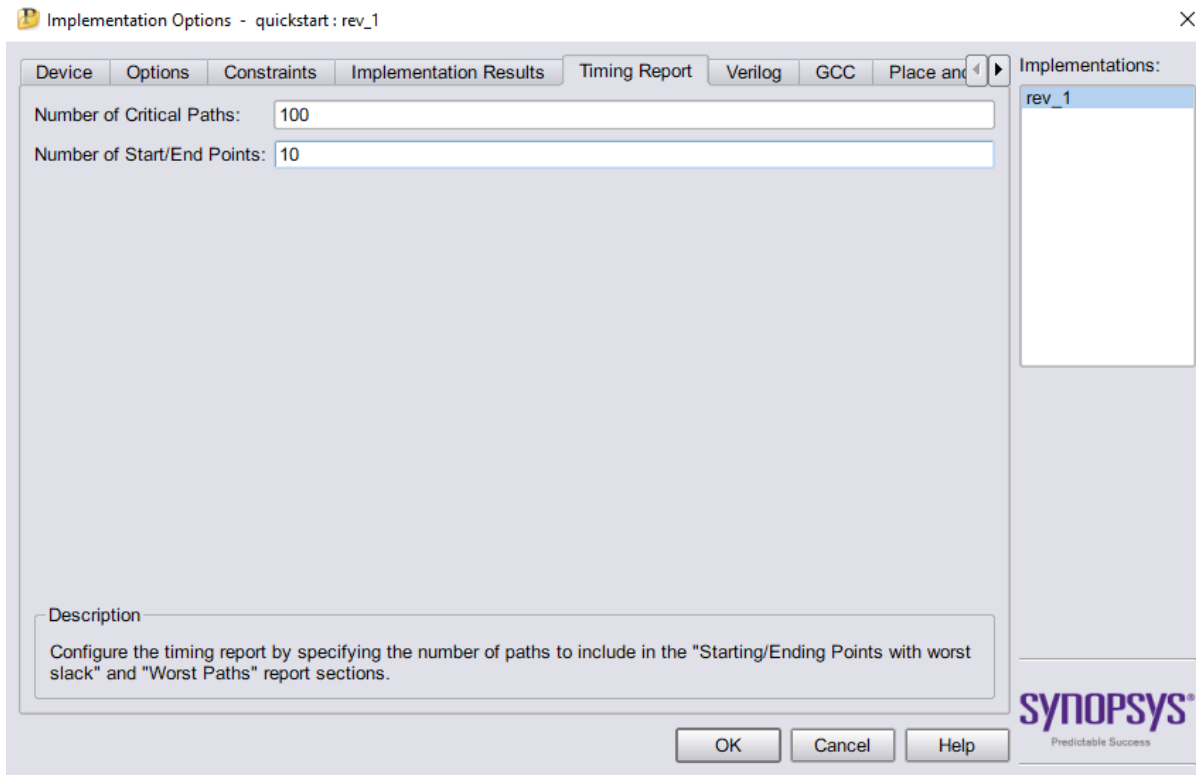 Implementation Options - quickstart : rev_1
Device Options Constraints Implementation Results Timing Report Verilog GCC Place and
Implementations:
rev_1
Number of Critical Paths: 100
Number of Start/End Points: 10
Description
Configure the timing report by specifying the number of paths to include in the "Starting/Ending Points with worst
slack" and "Worst Paths" report sections.
OK Cancel Help
SYNOPSYS®
Predictable Success